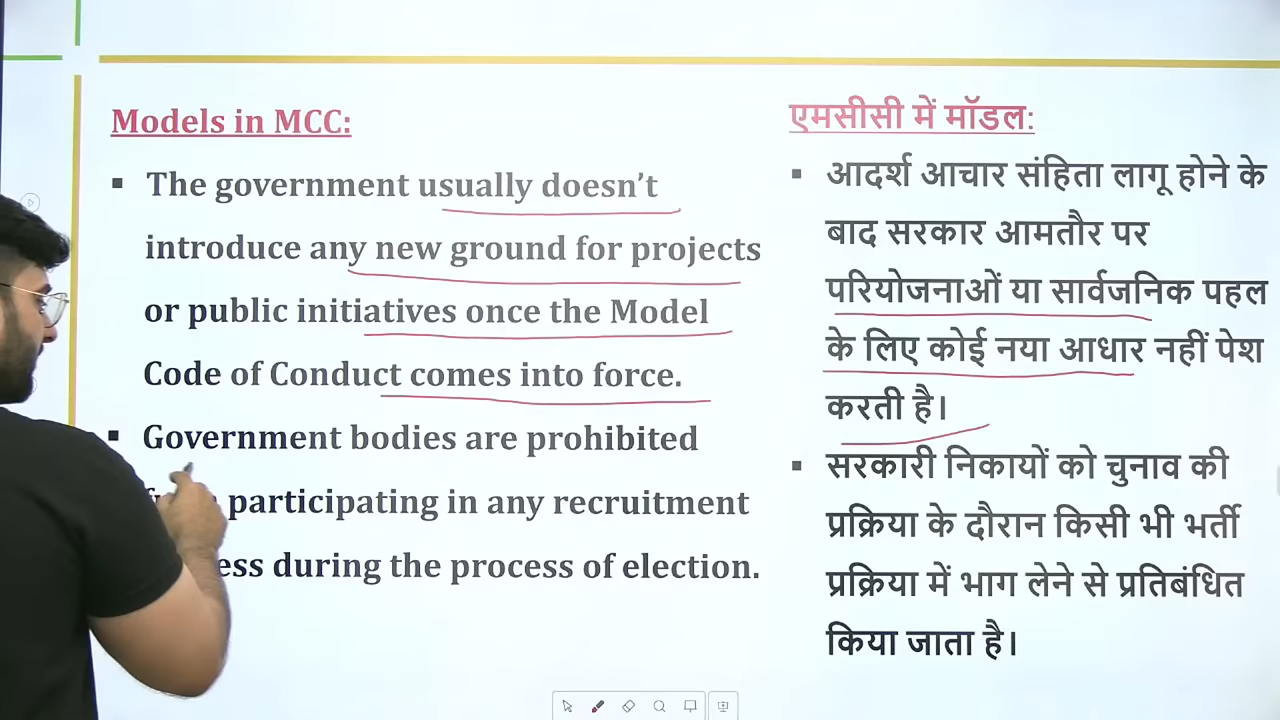 Models in MCC:
▪ The government usually doesn't
introduce any new ground for projects
or public initiatives once the Model
Code of Conduct comes into force.
▪ Government bodies are prohibited
participating in any recruitment
during the process of election.
एमसीसी में मॉडल:
▪ आदर्श आचार संहिता लागू होने के
बाद सरकार आमतौर पर
परियोजनाओं या सार्वजनिक पहल
के लिए कोई नया आधार नहीं पेश
करती है।
▪ सरकारी निकायों को चुनाव की
प्रक्रिया के दौरान किसी भी भर्ती
प्रक्रिया में भाग लेने से प्रतिबंधित
किया जाता है।